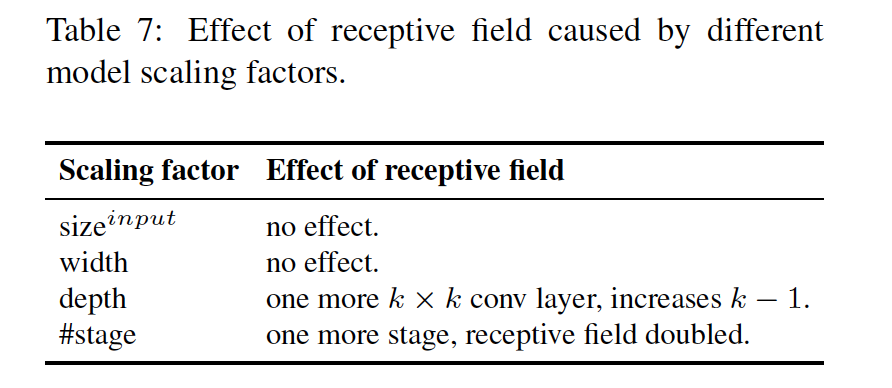 Table 7: Effect of receptive field caused by different
model scaling factors.
Scaling factor Effect of receptive field
size^{input} no effect.
width no effect.
depth one more k × k conv layer, increases k − 1.
#stage one more stage, receptive field doubled.